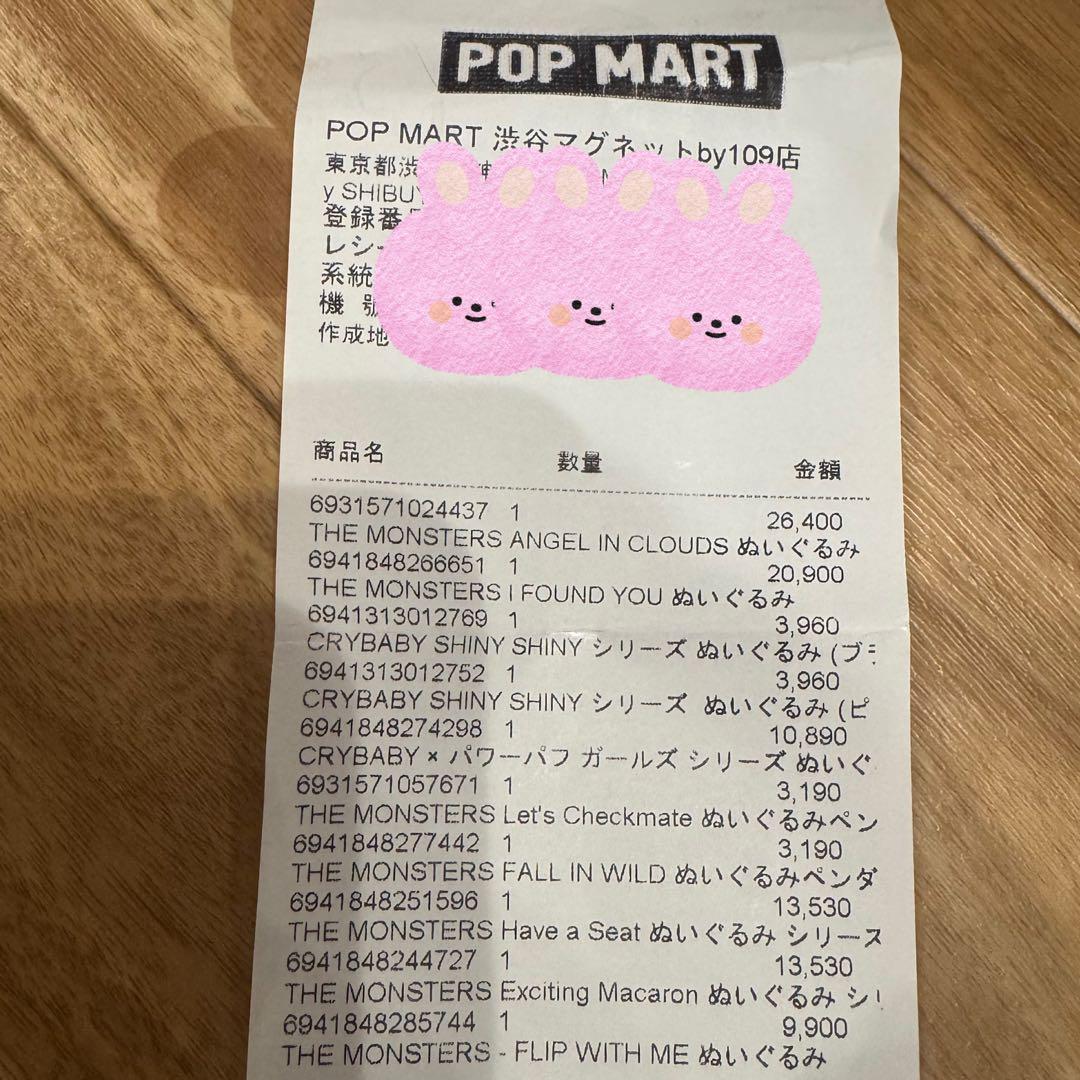 POP MART
POP MART 渋谷マグネットby109店
東京都渋
y SHIBU
登録番
レシ
系統
機
作成地
商品名 数量 金額
6931571024437 1 26,400
THE MONSTERS ANGEL IN CLOUDS ぬいぐるみ
6941848266651 1 20,900
THE MONSTERS I FOUND YOU ぬいぐるみ
6941313012769 1 3,960
CRYBABY SHINY SHINY シリーズ ぬいぐるみ (ブ
6941313012752 1 3,960
CRYBABY SHINY SHINY シリーズ ぬいぐるみ (ピ
6941848274298 1 10,890
CRYBABY × パワーパフ ガールズ シリーズ ぬいぐ
6931571057671 1 3,190
THE MONSTERS Let's Checkmate ぬいぐるみペン
6941848277442 1 3,190
THE MONSTERS FALL IN WILD ぬいぐるみペンダ
6941848251596 1 13,530
THE MONSTERS Have a Seat ぬいぐるみ シリーズ
6941848244727 1 13,530
THE MONSTERS Exciting Macaron ぬいぐるみ シ
6941848285744 1 9,900
THE MONSTERS - FLIP WITH ME ぬいぐるみ